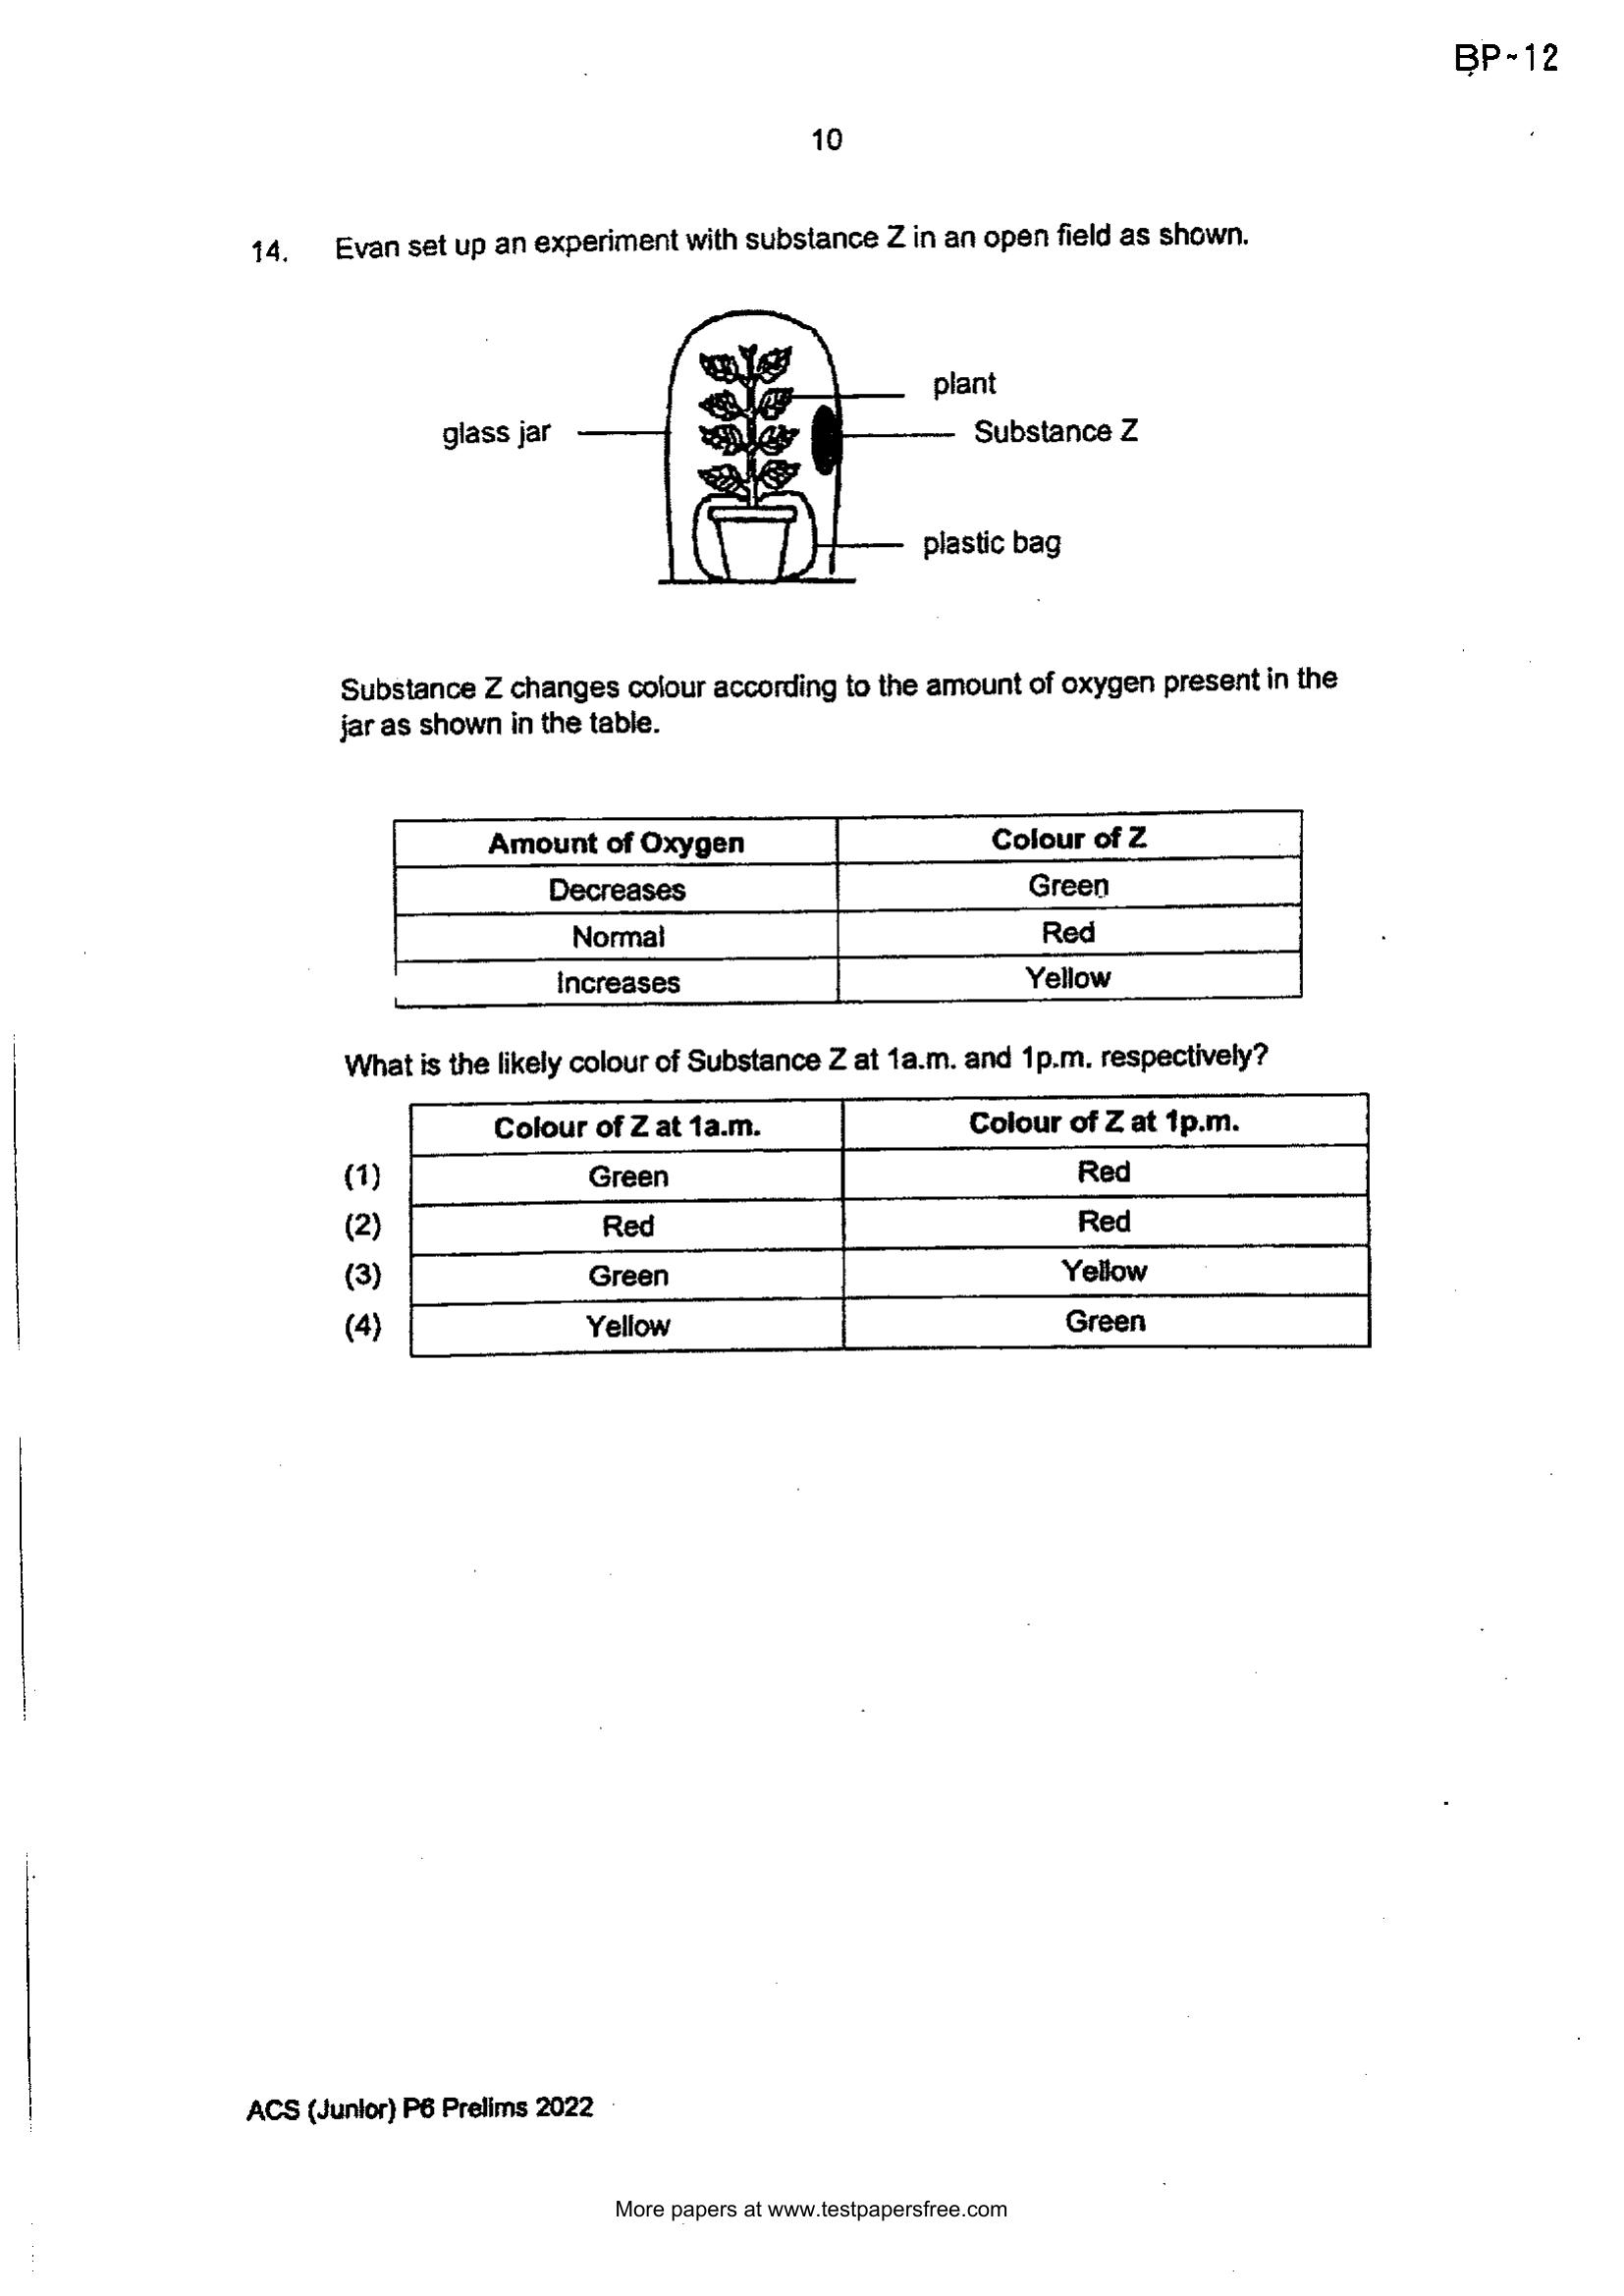 BP-12
10
14. Evan set up an experiment with substance Z in an open field as shown.
plant
glass jar
Substance Z
plastic bag
Substance Z changes colour according to the amount of oxygen present in the
jar as shown in the table.
Amount of Oxygen Colour of Z
Decreases Green
Normal Red
Increases Yellow
What is the likely colour of Substance Z at 1a.m. and 1p.m. respectively?
Colour of Z at 1a.m. Colour of Z at 1p.m.
(1) Green Red
(2) Red Red
(3) Green Yellow
(4) Yellow Green
ACS (Junior) P6 Prelims 2022
More papers at www.testpapersfree.com